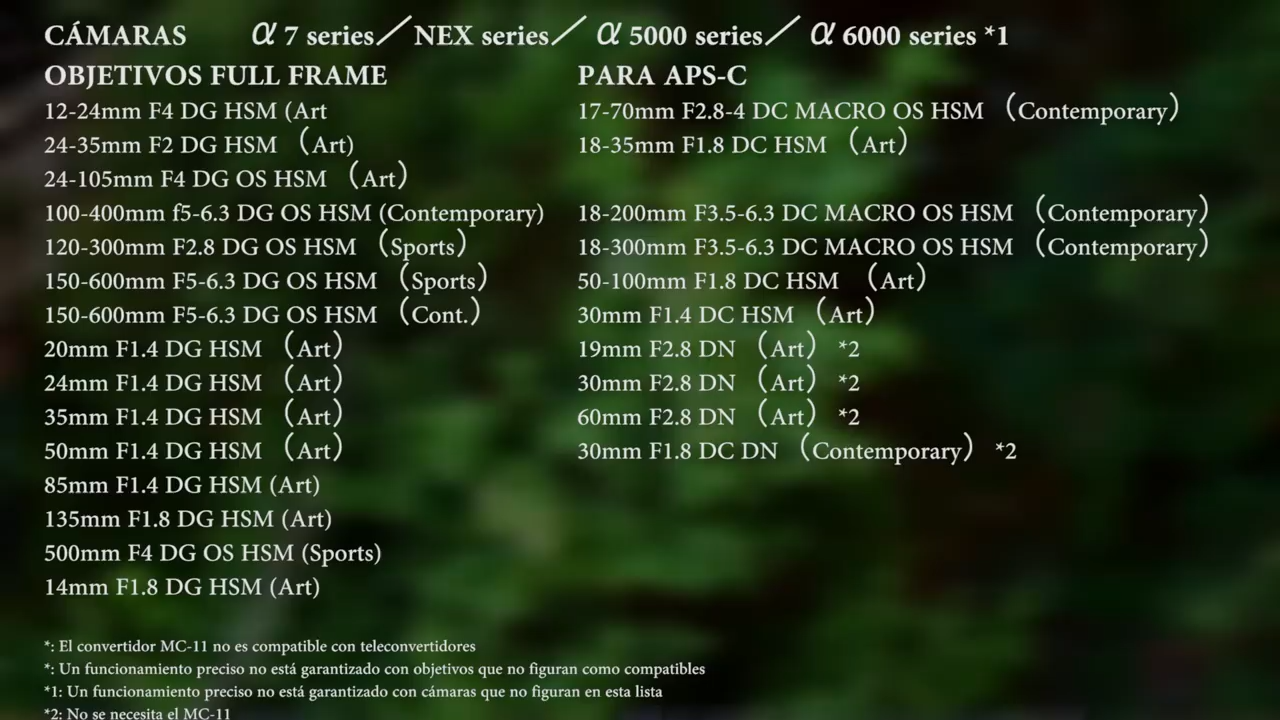 CÁMARAS α 7 series／NEX series／ α 5000 series／ α 6000 series *1
OBJETIVOS FULL FRAME
12-24mm F4 DG HSM (Art
24-35mm F2 DG HSM （Art)
24-105mm F4 DG OS HSM （Art）
100-400mm f5-6.3 DG OS HSM (Contemporary)
120-300mm F2.8 DG OS HSM （Sports）
150-600mm F5-6.3 DG OS HSM （Sports）
150-600mm F5-6.3 DG OS HSM （Cont.）
20mm F1.4 DG HSM （Art）
24mm F1.4 DG HSM （Art）
35mm F1.4 DG HSM （Art）
50mm F1.4 DG HSM （Art）
85mm F1.4 DG HSM (Art)
135mm F1.8 DG HSM (Art)
500mm F4 DG OS HSM (Sports)
14mm F1.8 DG HSM (Art)
PARA APS-C
17-70mm F2.8-4 DC MACRO OS HSM （Contemporary）
18-35mm F1.8 DC HSM （Art）
18-200mm F3.5-6.3 DC MACRO OS HSM （Contemporary）
18-300mm F3.5-6.3 DC MACRO OS HSM （Contemporary）
50-100mm F1.8 DC HSM （Art）
30mm F1.4 DC HSM （Art）
19mm F2.8 DN （Art） *2
30mm F2.8 DN （Art） *2
60mm F2.8 DN （Art） *2
30mm F1.8 DC DN （Contemporary） *2
*: El convertidor MC-11 no es compatible con teleconvertidores
*: Un funcionamiento preciso no está garantizado con objetivos que no figuran como compatibles
*1: Un funcionamiento preciso no está garantizado con cámaras que no figuran en esta lista
*2: No se necesita el MC-11